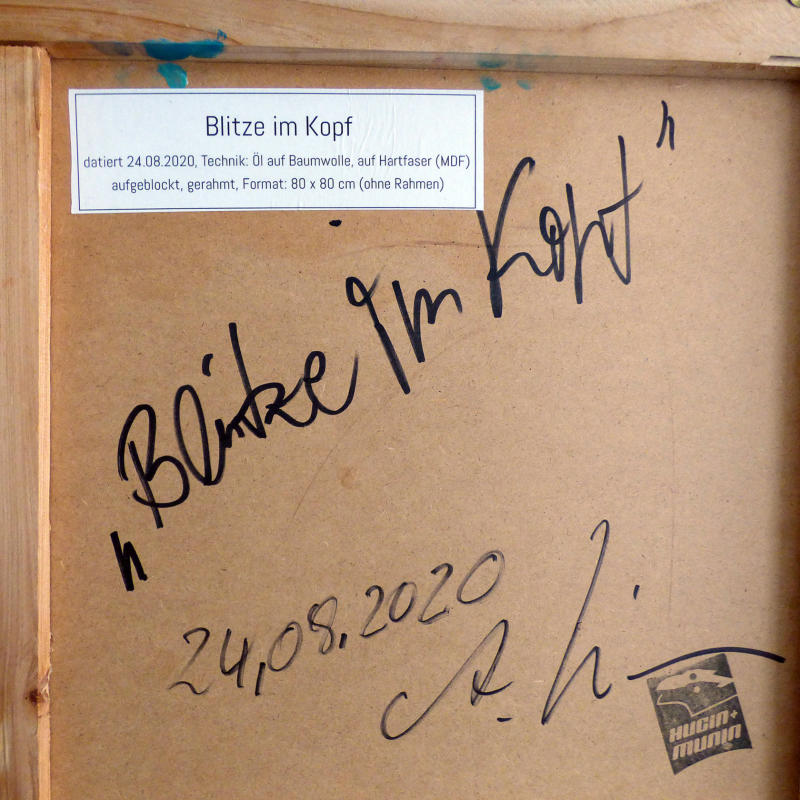 Blitze im Kopf
datiert 24.08.2020, Technik: Öl auf Baumwolle, auf Hartfaser (MDF)
aufgeblockt, gerahmt, Format: 80 x 80 cm (ohne Rahmen)
„Blitze im Kopf"
24.08.2020
A.
HUGIN+
MUNIN